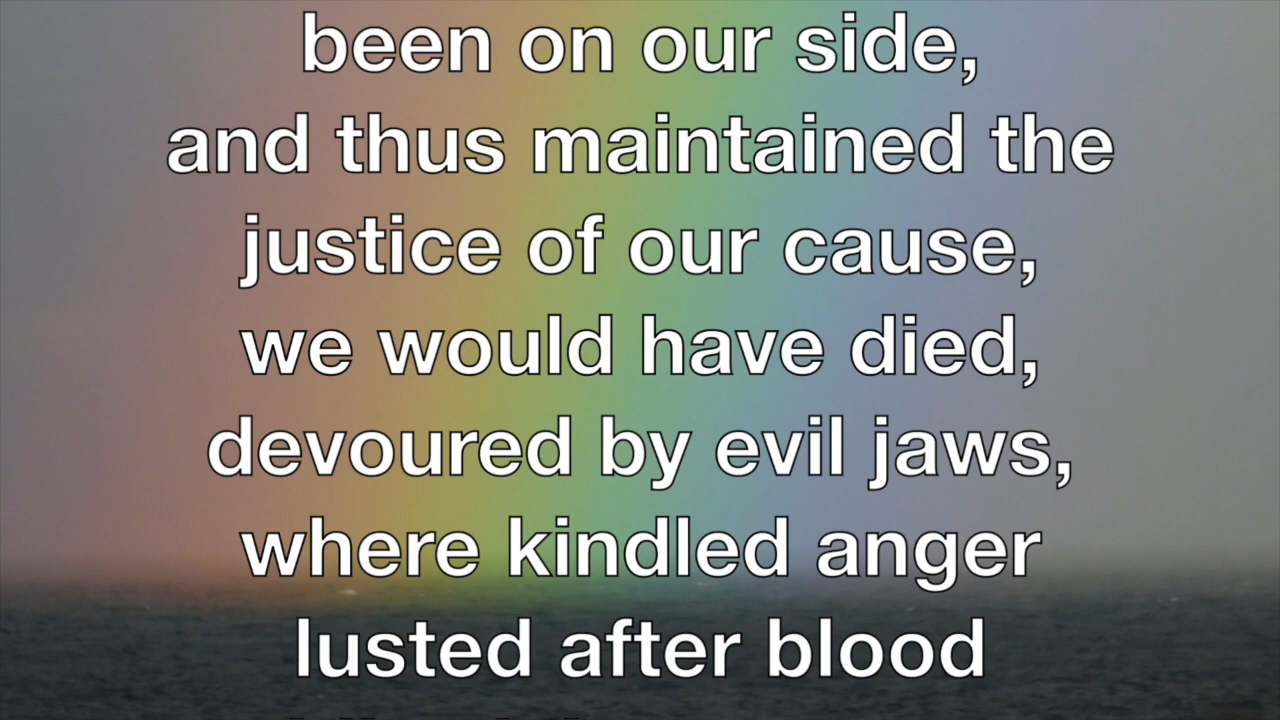 been on our side,
and thus maintained the
justice of our cause,
we would have died,
devoured by evil jaws,
where kindled anger
lusted after blood